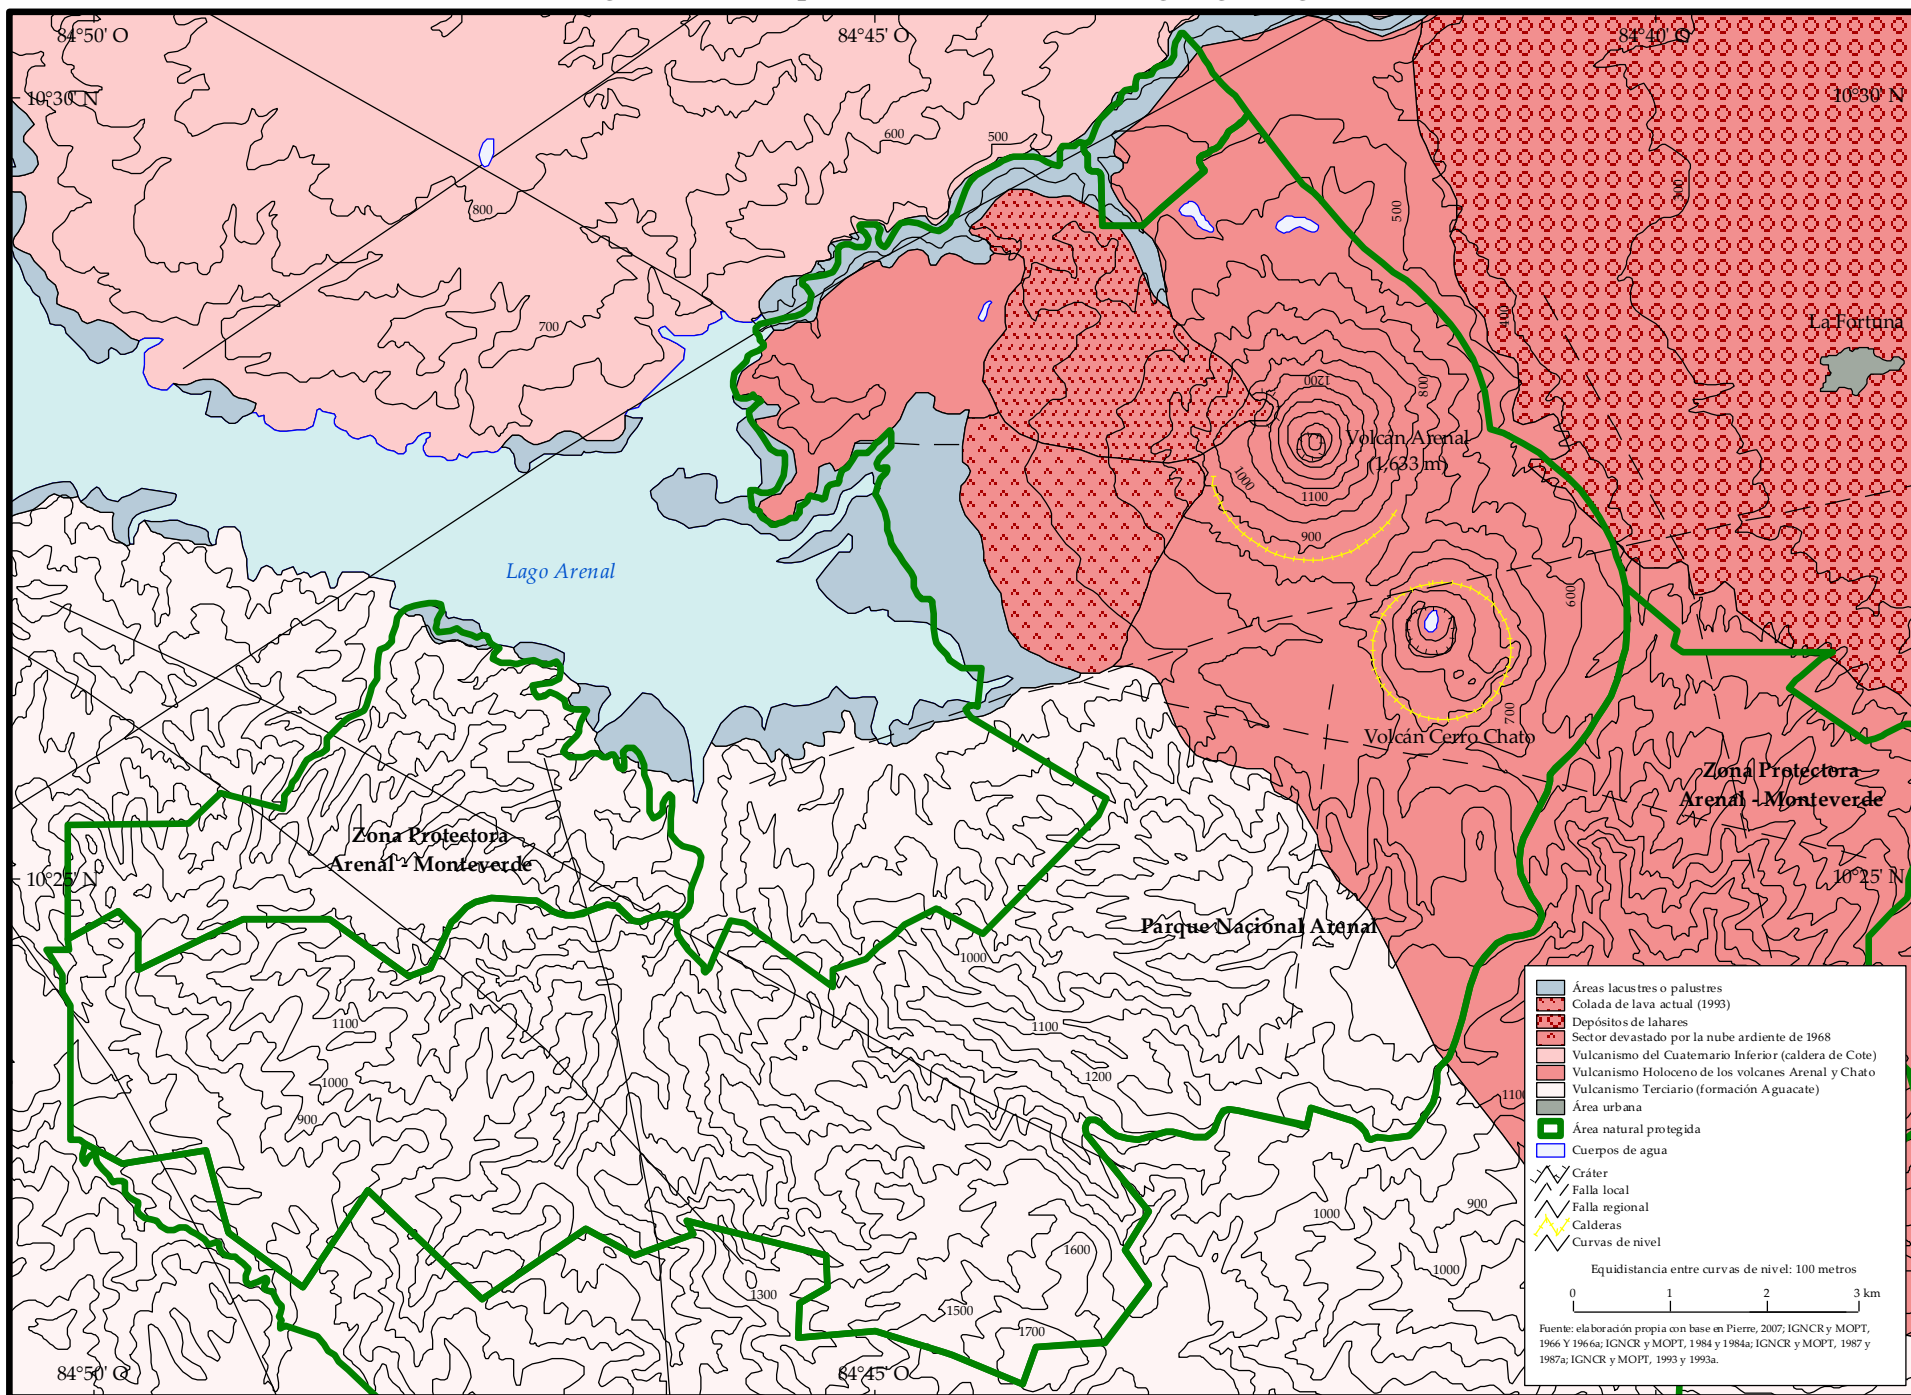 84°50' O
84°45' O
84°40' O
10°30' N
10°30' N
600
500
800
500
300
700
400
La Fortuna
1200
800
Volcán Arenal
(1,633 m)
1000
1100
900
Lago Arenal
600
700
Volcán Cerro Chato
Zona Protectora
Arenal - Monteverde
Zona Protectora
Arenal - Monteverde
10°25' N
10°25' N
Parque Nacional Arenal
1000
1100
1100
1200
1000
900
1100
900
1000
1600
1000
1300
1500
1700
84°50' O
84°45' O
Áreas lacustres o palustres
Colada de lava actual (1993)
Depósitos de lahares
Sector devastado por la nube ardiente de 1968
Vulcanismo del Cuaternario Inferior (caldera de Cote)
Vulcanismo Holoceno de los volcanes Arenal y Chato
Vulcanismo Terciario (formación Aguacate)
Área urbana
Área natural protegida
Cuerpos de agua
Cráter
Falla local
Falla regional
Calderas
Curvas de nivel
Equidistancia entre curvas de nivel: 100 metros
0 1 2 3 km
Fuente: elaboración propia con base en Pierre, 2007; IGNCR y MOPT,
1966 Y 1966a; IGNCR y MOPT, 1984 y 1984a; IGNCR y MOPT, 1987 y
1987a; IGNCR y MOPT, 1993 y 1993a.